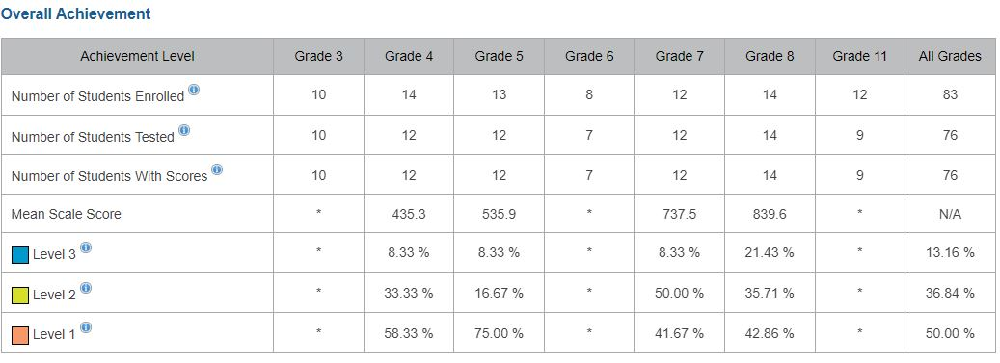 Overall Achievement
Achievement Level Grade 3 Grade 4 Grade 5 Grade 6 Grade 7 Grade 8 Grade 11 All Grades
Number of Students Enrolled i 10 14 13 8 12 14 12 83
Number of Students Tested i 10 12 12 7 12 14 9 76
Number of Students With Scores i 10 12 12 7 12 14 9 76
Mean Scale Score * 435.3 535.9 * 737.5 839.6 * N/A
Level 3 i * 8.33 % 8.33 % * 8.33 % 21.43 % * 13.16 %
Level 2 i * 33.33 % 16.67 % * 50.00 % 35.71 % * 36.84 %
Level 1 i * 58.33 % 75.00 % * 41.67 % 42.86 % * 50.00 %